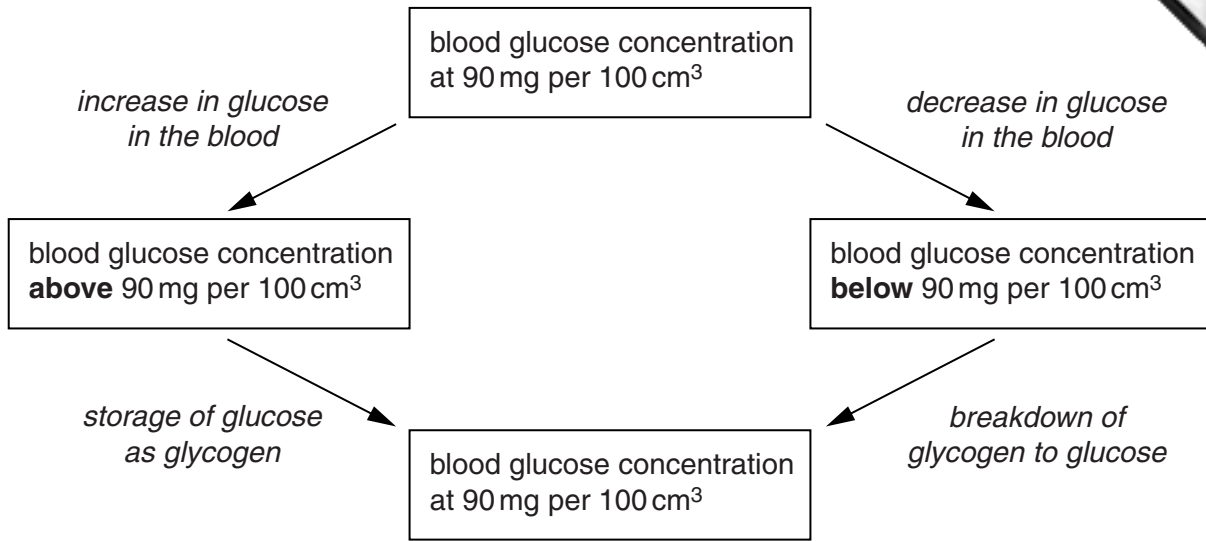 blood glucose concentration
at 90 mg per 100 cm³
increase in glucose
in the blood
decrease in glucose
in the blood
blood glucose concentration
above 90 mg per 100 cm³
blood glucose concentration
below 90 mg per 100 cm³
storage of glucose
as glycogen
breakdown of
glycogen to glucose
blood glucose concentration
at 90 mg per 100 cm³